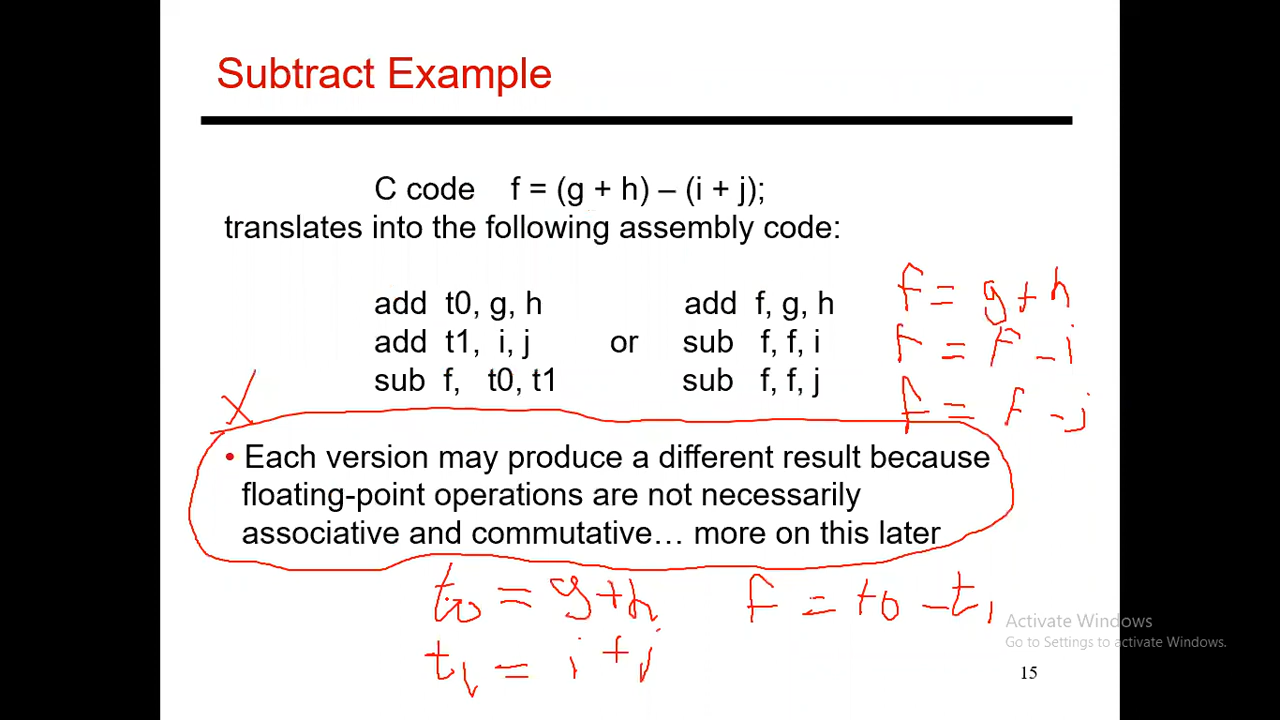 Subtract Example
C code f = (g + h) – (i + j);
translates into the following assembly code:
add t0, g, h or add f, g, h
add t1, i, j sub f, f, i
sub f, t0, t1 sub f, f, j
f = g + h
F = F - i
f = f - j
X
• Each version may produce a different result because
floating-point operations are not necessarily
associative and commutative… more on this later
t0 = g + h
t1 = i + j
F = t0 - t1
Activate Windows
Go to Settings to activate Windows.
15